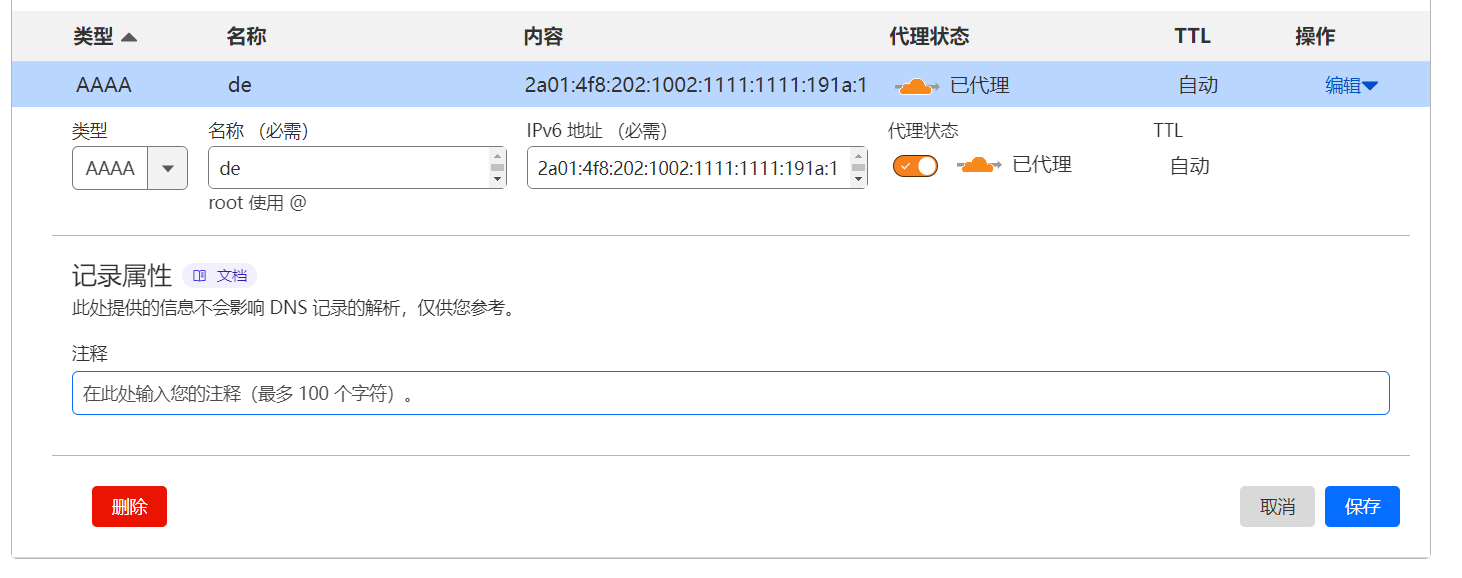 类型 名称 内容 代理状态 TTL 操作
AAAA de 2a01:4f8:202:1002:1111:1111:191a:1 已代理 自动 编辑
类型 名称 （必需） IPv6 地址 （必需） 代理状态 TTL
AAAA de 2a01:4f8:202:1002:1111:1111:191a:1 已代理 自动
root 使用 @
记录属性 文档
此处提供的信息不会影响 DNS 记录的解析，仅供您参考。
注释
在此处输入您的注释（最多 100 个字符）。
删除 取消 保存